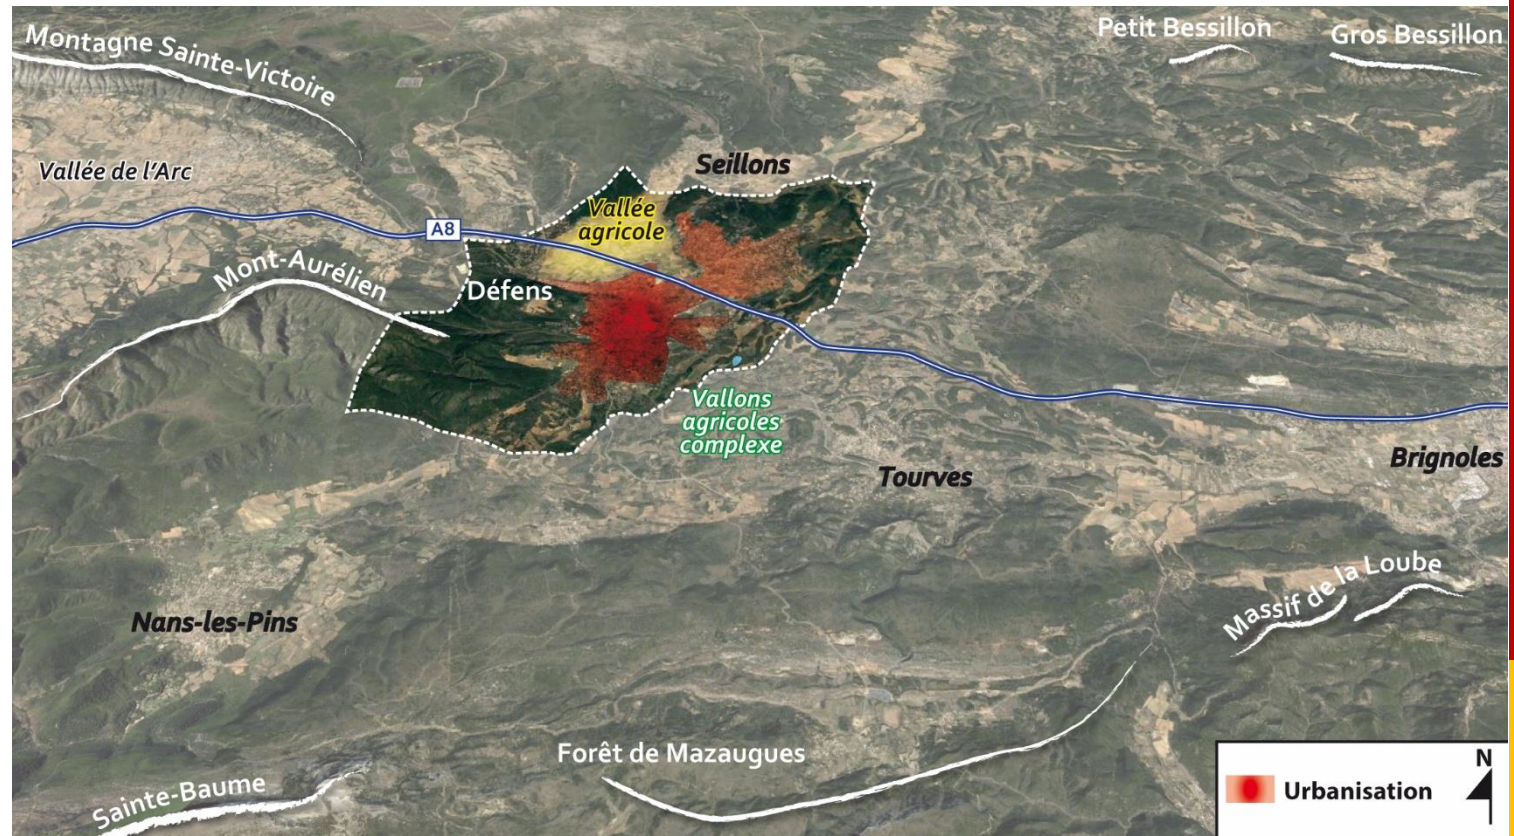 Petit Bessillon
Gros Bessillon
Montagne Sainte-Victoire
Vallée de l'Arc
Seillons
Vallée
agricole
A8
Mont-Aurélien
Défens
Vallons
agricoles
complexe
Tourves
Brignoles
Massif de la Loube
Nans-les-Pins
Forêt de Mazaugues
Sainte-Baume
N
Urbanisation